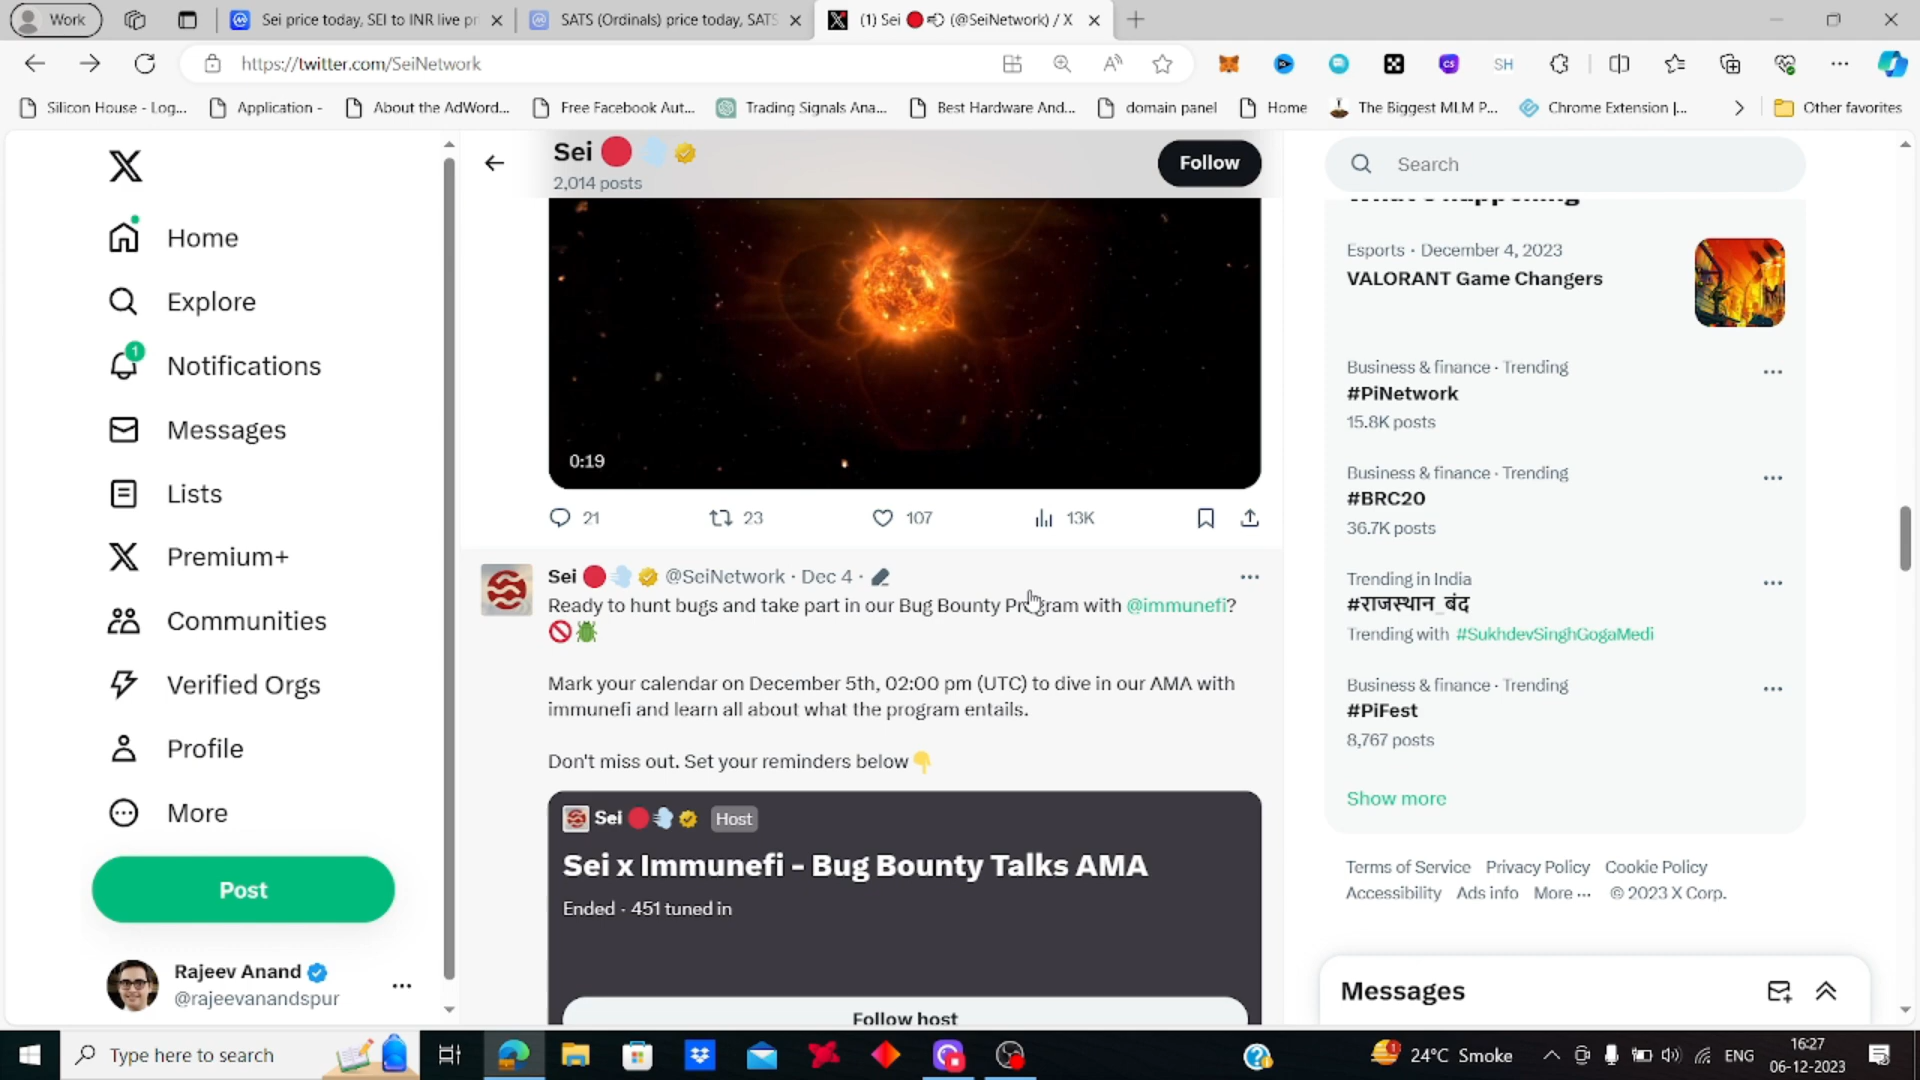 Work
Sei price today, SEI to INR live pri
SATS (Ordinals) price today, SATS
(1) Sei 🔴💨 (@SeiNetwork) / X
https://twitter.com/SeiNetwork
Silicon House - Log...
Application -
About the AdWord...
Free Facebook Aut...
Trading Signals Ana...
Best Hardware And...
domain panel
Home
The Biggest MLM P...
Chrome Extension |...
Other favorites
Sei 🔴💨
2,014 posts
Follow
Search
What's happening
Home
Explore
1
Notifications
Messages
Lists
Premium+
Communities
Verified Orgs
Profile
More
Post
Rajeev Anand
@rajeevanandspur
0:19
21 23 107 13K
Sei 🔴💨 @SeiNetwork · Dec 4 ·
Ready to hunt bugs and take part in our Bug Bounty Program with @immunefi?
🚫🪲
Mark your calendar on December 5th, 02:00 pm (UTC) to dive in our AMA with
immunefi and learn all about what the program entails.
Don't miss out. Set your reminders below👇
Sei 🔴💨 Host
Sei x Immunefi - Bug Bounty Talks AMA
Ended · 451 tuned in
Follow host
Esports · December 4, 2023
VALORANT Game Changers
Business & finance · Trending
#PiNetwork
15.8K posts
Business & finance · Trending
#BRC20
36.7K posts
Trending in India
#राजस्थान_बंद
Trending with #SukhdevSinghGogaMedi
Business & finance · Trending
#PiFest
8,767 posts
Show more
Terms of Service Privacy Policy Cookie Policy
Accessibility Ads info More ··· © 2023 X Corp.
Messages
Type here to search
24°C Smoke
ENG
16:27
06-12-2023